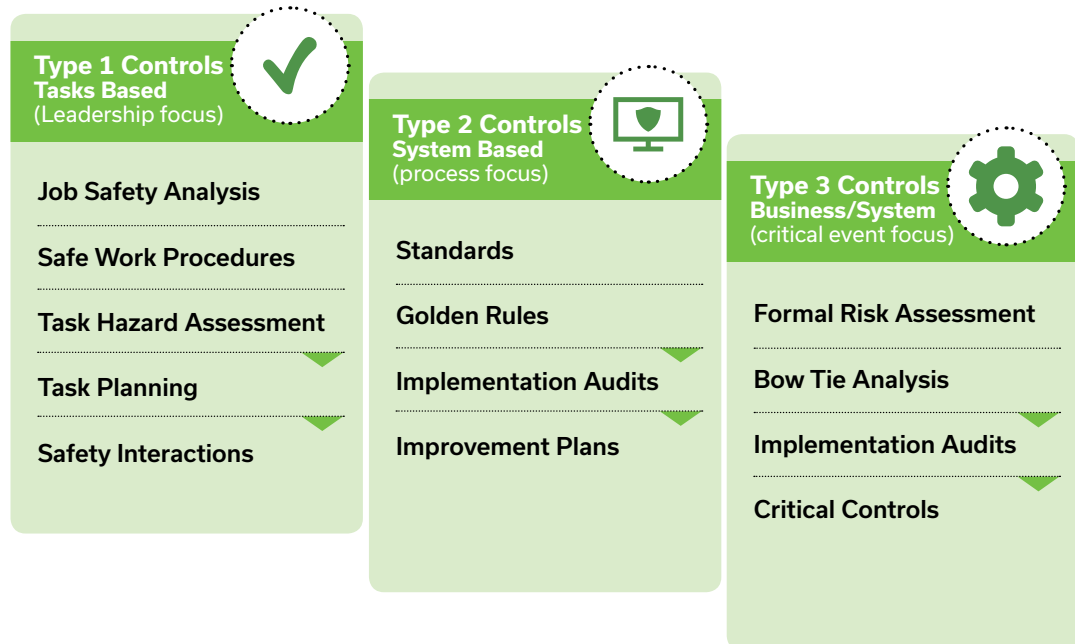 Type 1 Controls
Tasks Based
(Leadership focus)
Job Safety Analysis
Safe Work Procedures
Task Hazard Assessment
Task Planning
Safety Interactions
Type 2 Controls
System Based
(process focus)
Standards
Golden Rules
Implementation Audits
Improvement Plans
Type 3 Controls
Business/System
(critical event focus)
Formal Risk Assessment
Bow Tie Analysis
Implementation Audits
Critical Controls